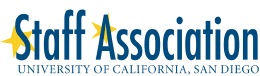 Staff Association
UNIVERSITY OF CALIFORNIA, SAN DIEGO